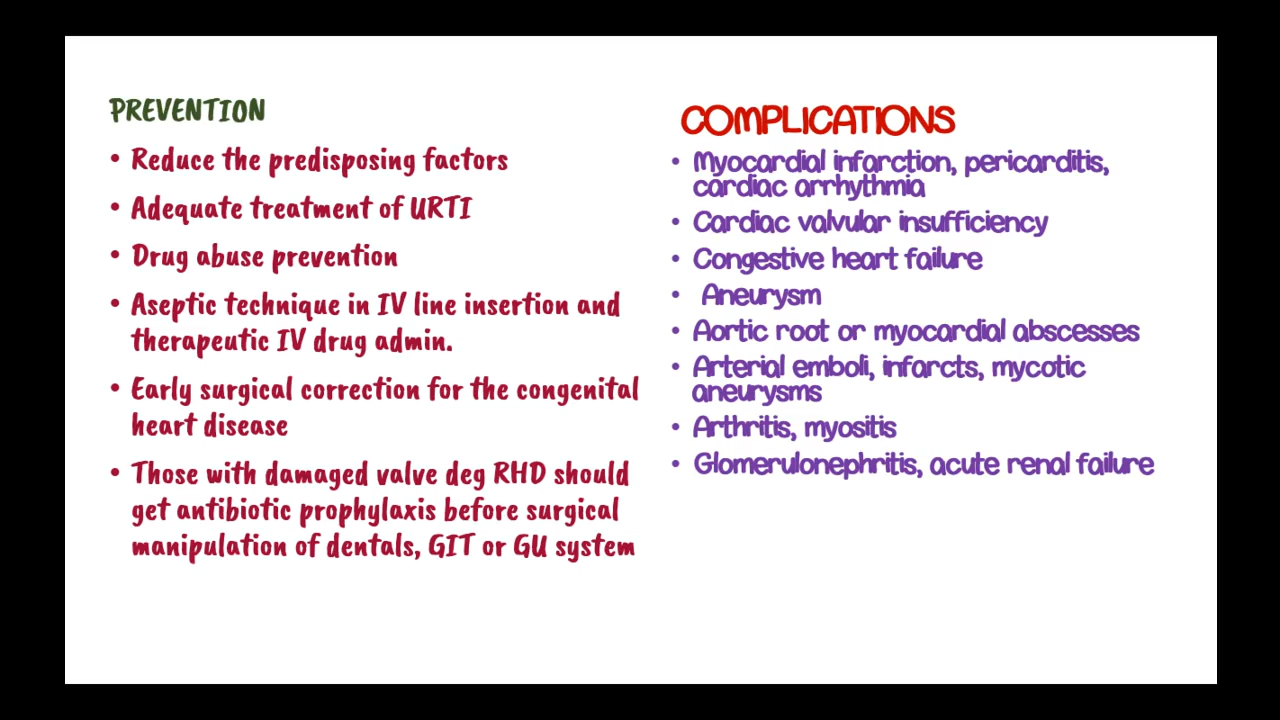 PREVENTION
• Reduce the predisposing factors
• Adequate treatment of URTI
• Drug abuse prevention
• Aseptic technique in IV line insertion and
therapeutic IV drug admin.
• Early surgical correction for the congenital
heart disease
• Those with damaged valve deg RHD should
get antibiotic prophylaxis before surgical
manipulation of dentals, GIT or GU system
COMPLICATIONS
• Myocardial infarction, pericarditis,
cardiac arrhythmia
• Cardiac valvular insufficiency
• Congestive heart failure
• Aneurysm
• Aortic root or myocardial abscesses
• Arterial emboli, infarcts, mycotic
aneurysms
• Arthritis, myositis
• Glomerulonephritis, acute renal failure